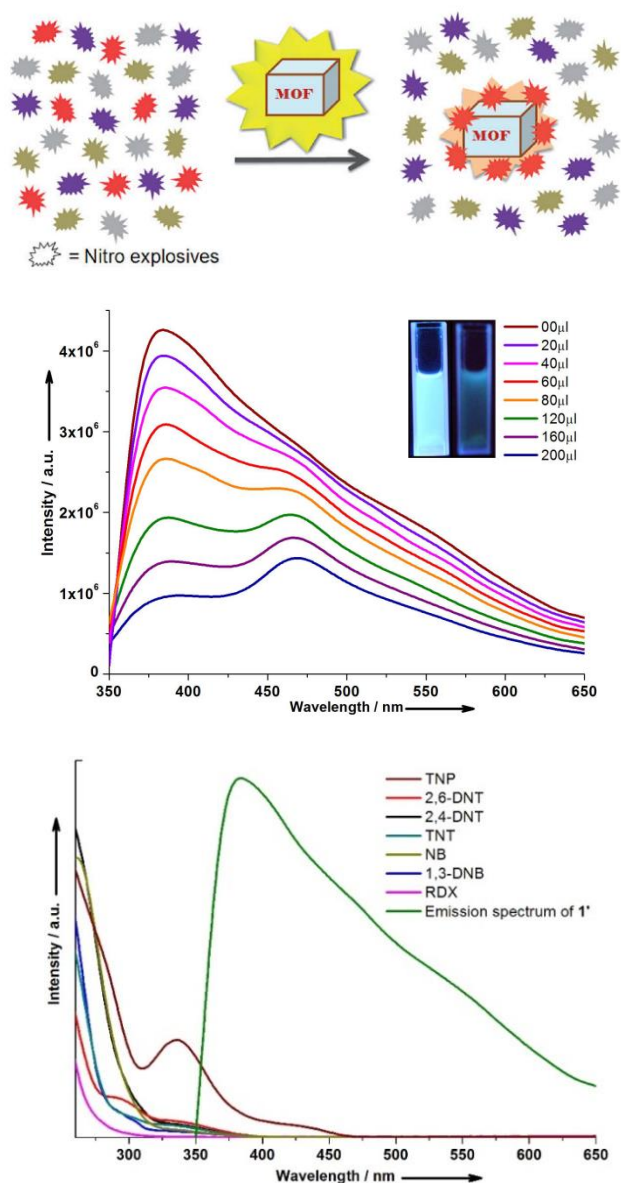 MOF
MOF
= Nitro explosives
Intensity / a.u.
4x10⁶
3x10⁶
2x10⁶
1x10⁶
0
00µl
20µl
40µl
60µl
80µl
120µl
160µl
200µl
350 400 450 500 550 600 650
Wavelength / nm
Intensity / a.u.
TNP
2,6-DNT
2,4-DNT
TNT
NB
1,3-DNB
RDX
Emission spectrum of 1'
300 350 400 450 500 550 600 650
Wavelength / nm